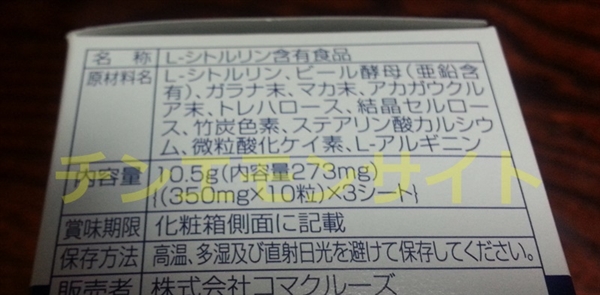 名 称 L-シトルリン含有食品
原材料名 L-シトルリン、ビール酵母(亜鉛含
有)、ガラナ末、マカ末、アカガウクル
ア末、トレハロース、結晶セルロー
ス、竹炭色素、ステアリン酸カルシウ
ム、微粒酸化ケイ素、L-アルギニン
チン
サイト
内容量 10.5g(内容量273mg)
{(350mg×10粒)×3シート}
賞味期限 化粧箱側面に記載
保存方法 高温、多湿及び直射日光を避けて保存してください。
販売者 株式会社コマクルーズ